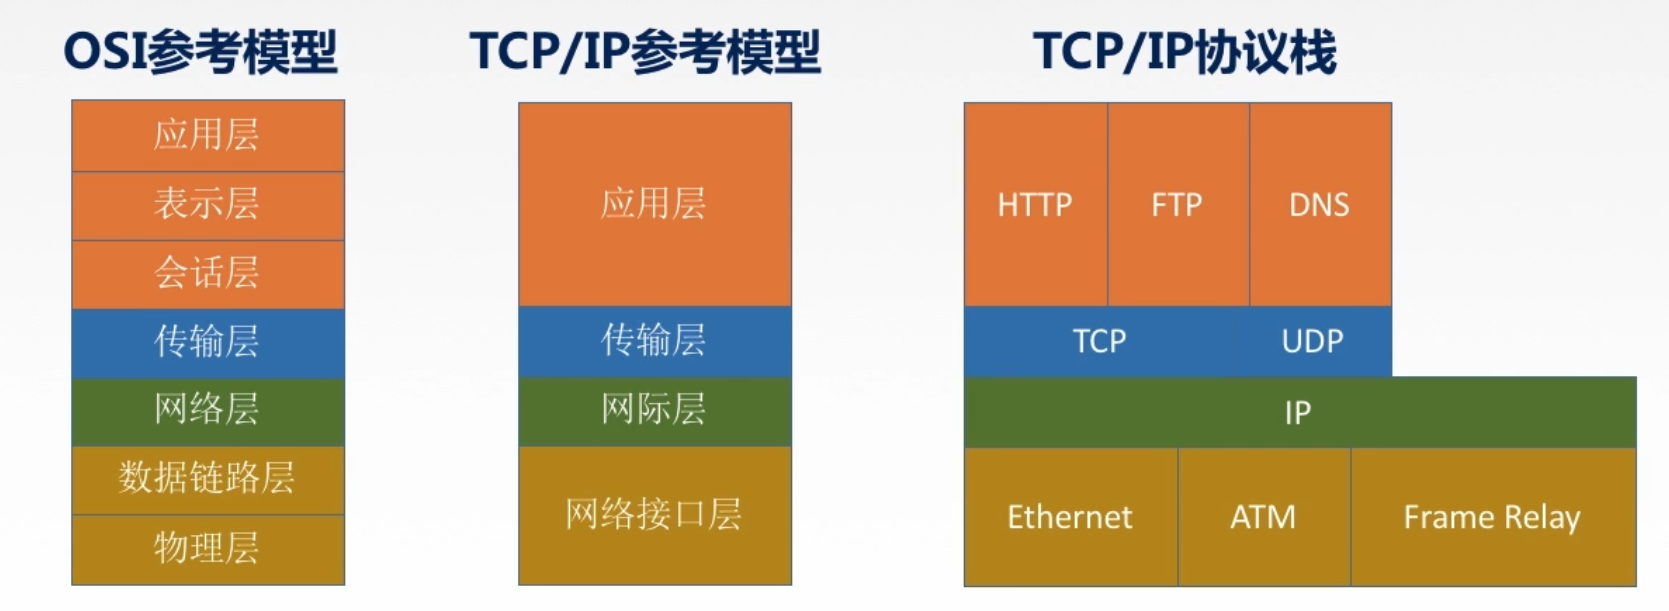 OSI参考模型
应用层
表示层
会话层
传输层
网络层
数据链路层
物理层
TCP/IP参考模型
应用层
传输层
网际层
网络接口层
TCP/IP协议栈
HTTP FTP DNS
TCP UDP
IP
Ethernet ATM Frame Relay